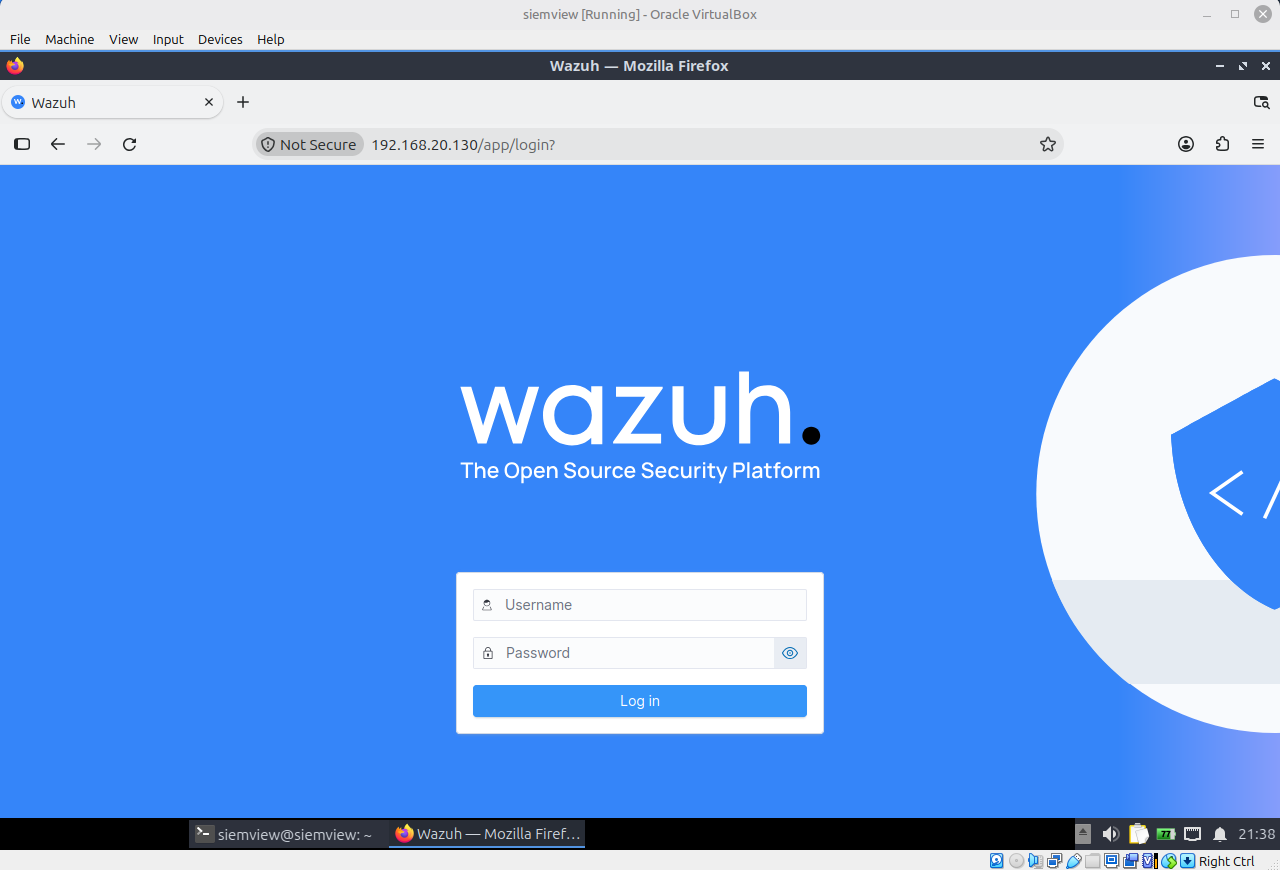 siemview [Running] - Oracle VirtualBox
File Machine View Input Devices Help
Wazuh — Mozilla Firefox
Wazuh
Not Secure 192.168.20.130/app/login?
wazuh.
The Open Source Security Platform
Username
Password
Log in
siemview@siemview: ~
Wazuh — Mozilla Firef…
77
21:38
Right Ctrl